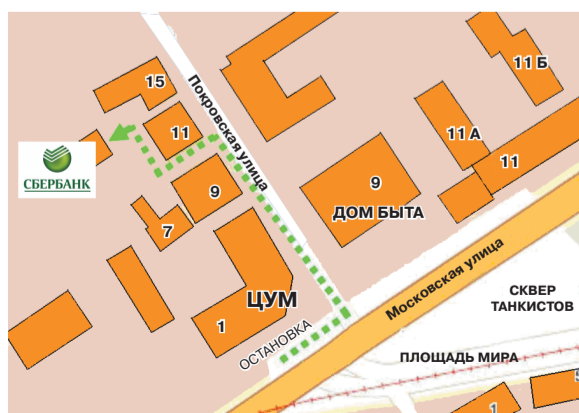 11 Б
15
Покровская улица
11
11 А
11
СБЕРБАНК
9
9
ДОМ БЫТА
7
Московская улица
СКВЕР
ТАНКИСТОВ
ЦУМ
1
ОСТАНОВКА
ПЛОЩАДЬ МИРА
1